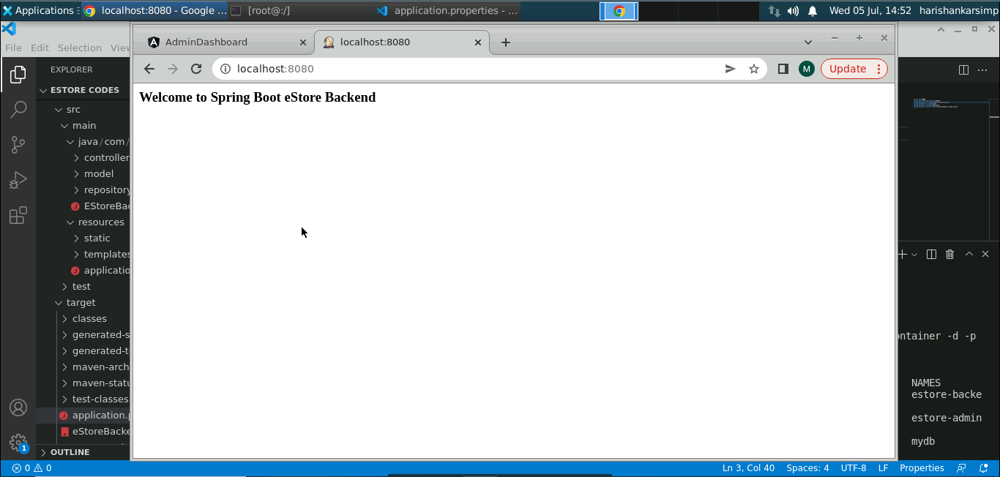 Applications
localhost:8080 - Google ...
[root@:/]
application.properties - ...
Wed 05 Jul, 14:52
harishankarsimp
File Edit Selection View
AdminDashboard
localhost:8080
localhost:8080
M
Update
Welcome to Spring Boot eStore Backend
EXPLORER
ESTORE CODES
src
main
java/com/
controller
model
repository
EStoreBac
resources
static
templates
applicatio
test
target
classes
generated-s
generated-t
maven-arch
maven-statu
test-classes
application.p
eStoreBacke
OUTLINE
ontainer -d -p
NAMES
estore-backe
estore-admin
mydb
1
0 0
Ln 3, Col 40 Spaces: 4 UTF-8 LF Properties